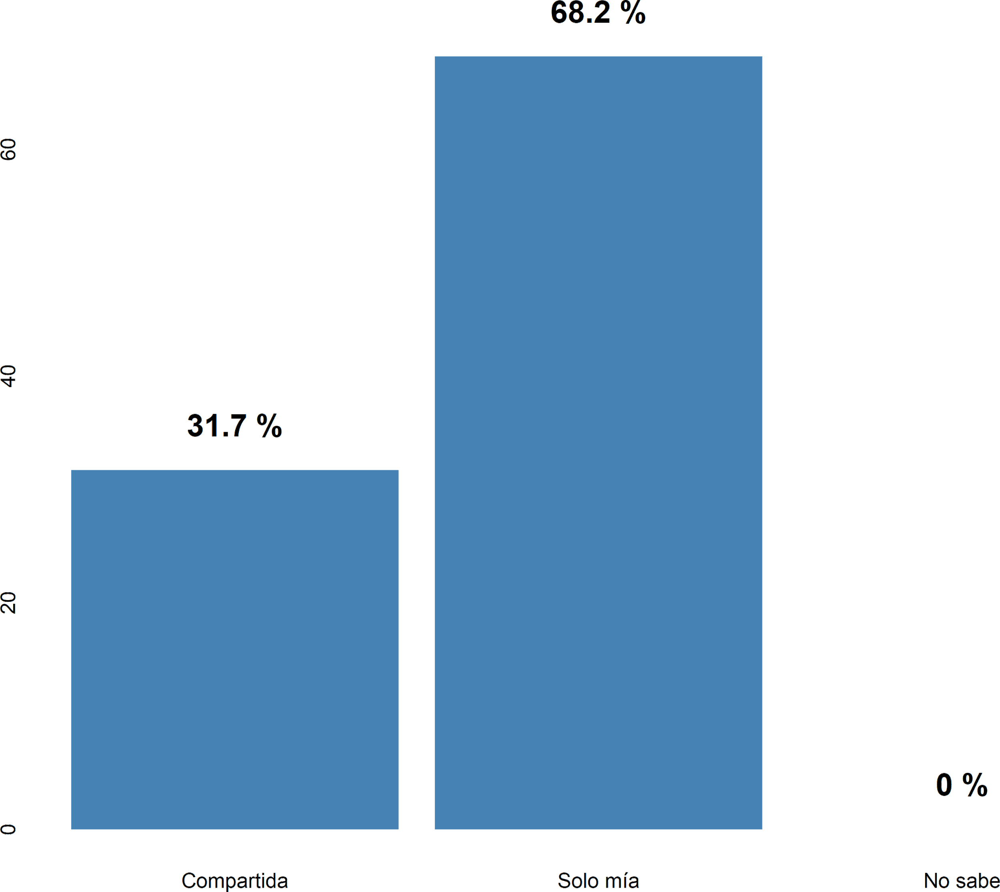 68.2 %
60
40
31.7 %
20
0 %
0
Compartida
Solo mía
No sabe